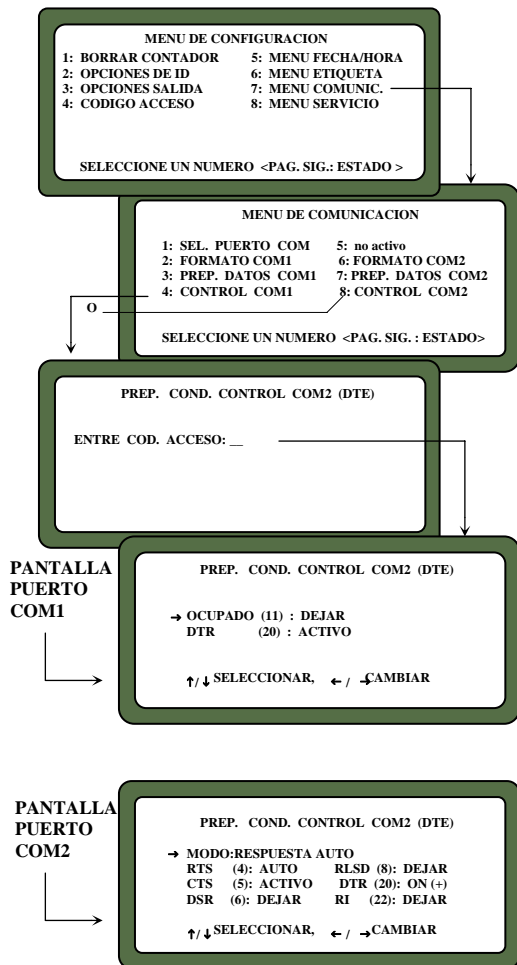 MENU DE CONFIGURACION
1: BORRAR CONTADOR 5: MENU FECHA/HORA
2: OPCIONES DE ID 6: MENU ETIQUETA
3: OPCIONES SALIDA 7: MENU COMUNIC.
4: CODIGO ACCESO 8: MENU SERVICIO
SELECCIONE UN NUMERO <PAG. SIG.: ESTADO >
MENU DE COMUNICACION
1: SEL. PUERTO COM 5: no activo
2: FORMATO COM1 6: FORMATO COM2
3: PREP. DATOS COM1 7: PREP. DATOS COM2
4: CONTROL COM1 8: CONTROL COM2
O
SELECCIONE UN NUMERO <PAG. SIG. : ESTADO>
PREP. COND. CONTROL COM2 (DTE)
ENTRE COD. ACCESO: __
PANTALLA
PUERTO
COM1
PREP. COND. CONTROL COM2 (DTE)
→ OCUPADO (11) : DEJAR
DTR (20) : ACTIVO
↑/↓ SELECCIONAR, ← / → CAMBIAR
PANTALLA
PUERTO
COM2
PREP. COND. CONTROL COM2 (DTE)
→ MODO:RESPUESTA AUTO
RTS (4): AUTO RLSD (8): DEJAR
CTS (5): ACTIVO DTR (20): ON (+)
DSR (6): DEJAR RI (22): DEJAR
↑/↓ SELECCIONAR, ← / → CAMBIAR